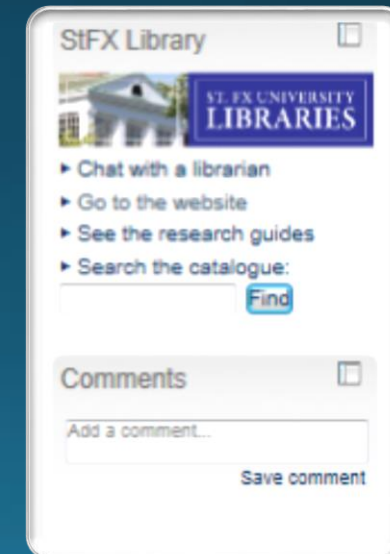 StFX Library
ST. FX UNIVERSITY
LIBRARIES
Chat with a librarian
Go to the website
See the research guides
Search the catalogue:
Find
Comments
Add a comment...
Save comment